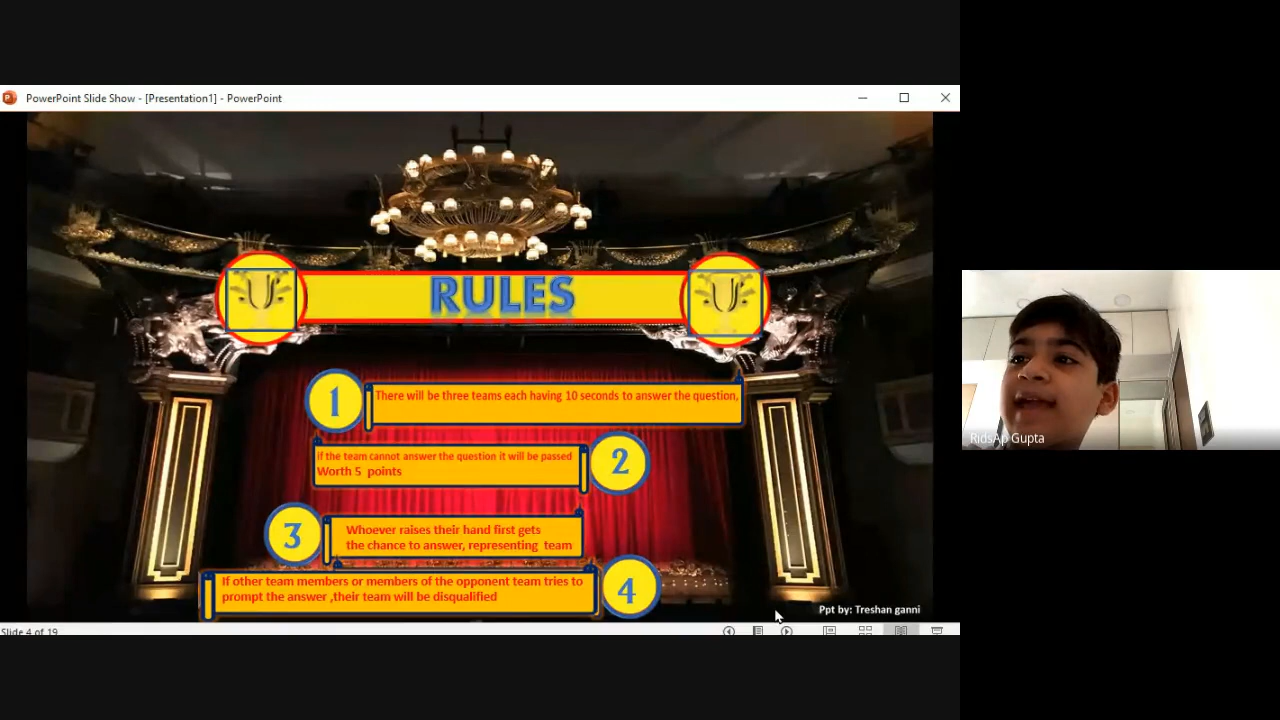 PowerPoint Slide Show - [Presentation1] - PowerPoint
RULES
1
There will be three teams each having 10 seconds to answer the question,
If the team cannot answer the question it will be passed
Worth 5 points
2
3
Whoever raises their hand first gets
the chance to answer, representing team
If other team members or members of the opponent team tries to
prompt the answer ,their team will be disqualified
4
Ppt by: Treshan ganni
Slide 4 of 19
RidsAp Gupta